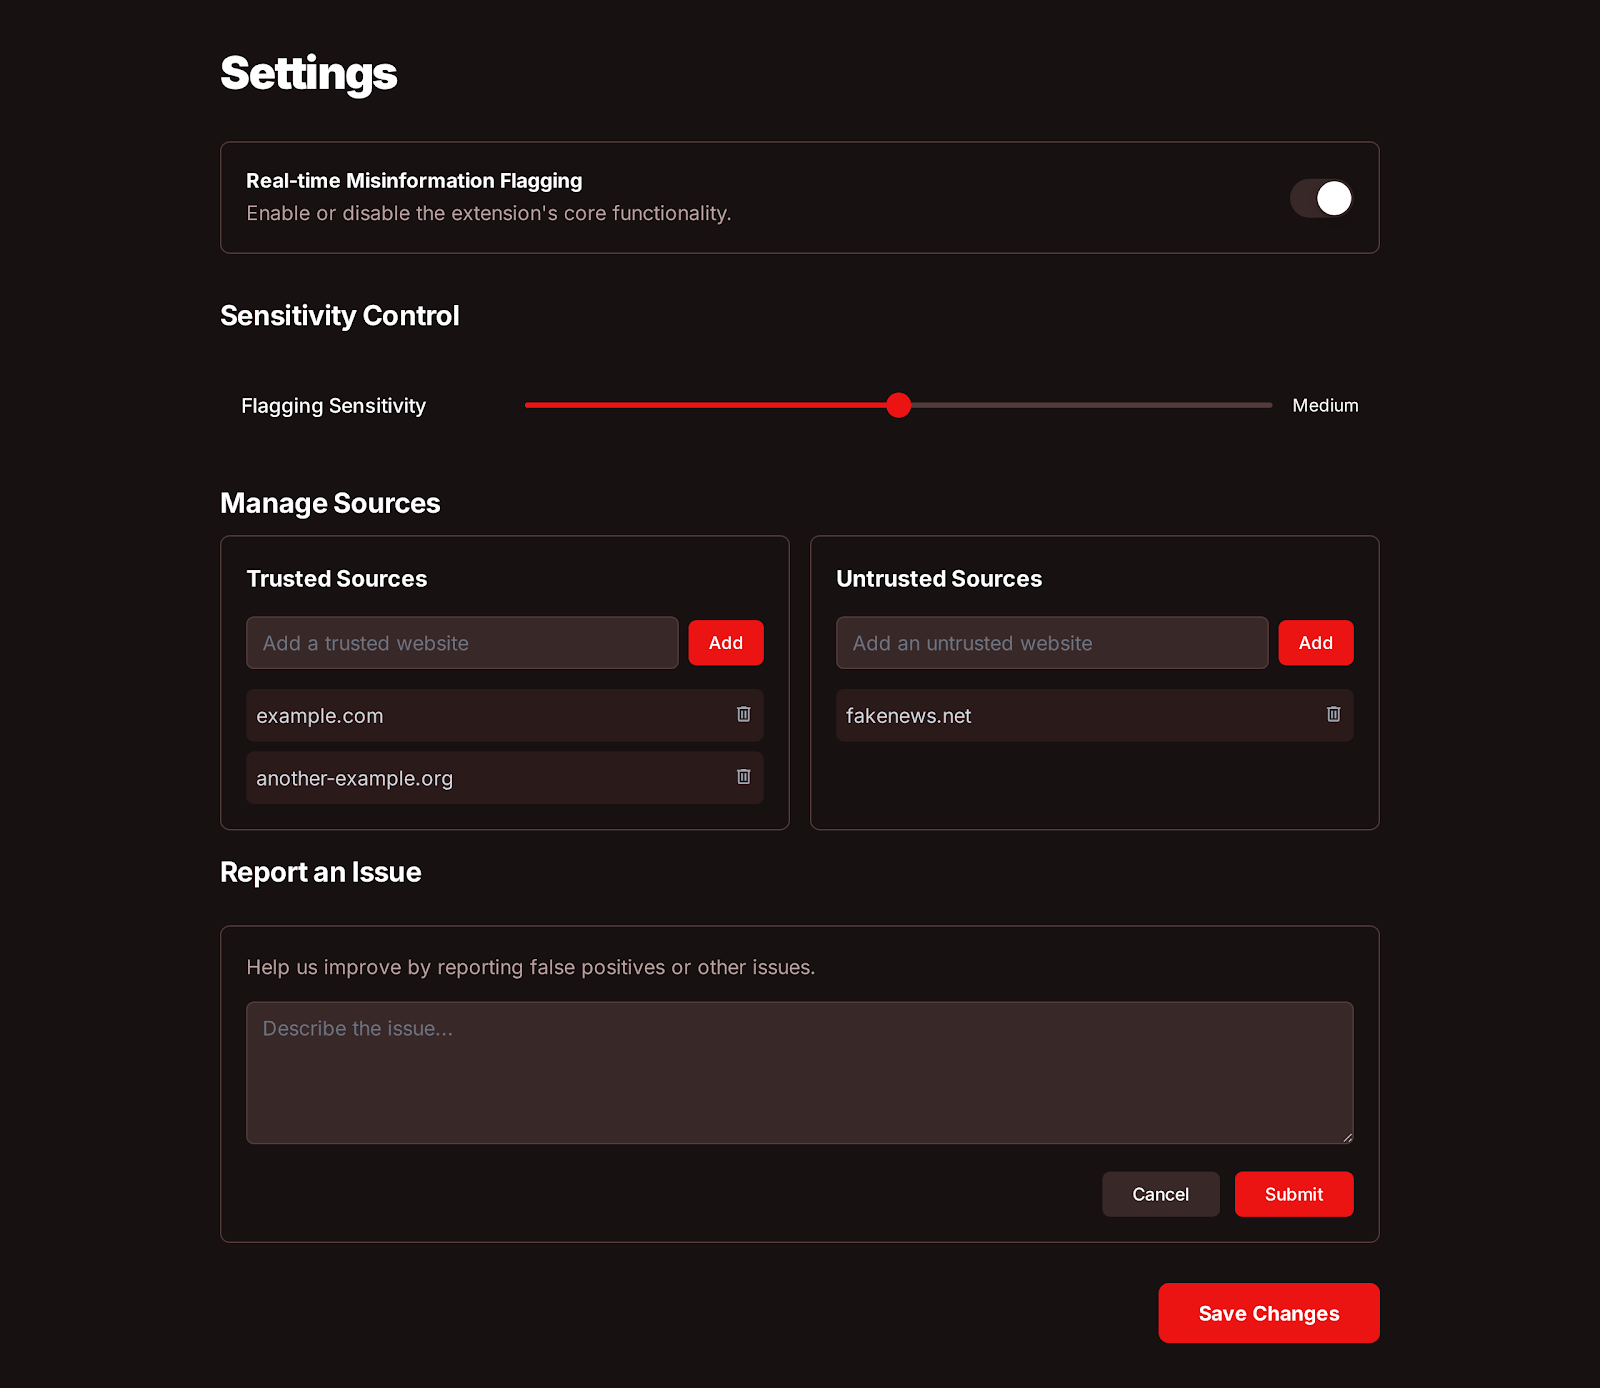 Settings
Real-time Misinformation Flagging
Enable or disable the extension's core functionality.
Sensitivity Control
Flagging Sensitivity
Medium
Manage Sources
Trusted Sources
Add a trusted website
Add
example.com
another-example.org
Untrusted Sources
Add an untrusted website
Add
fakenews.net
Report an Issue
Help us improve by reporting false positives or other issues.
Describe the issue...
Cancel
Submit
Save Changes